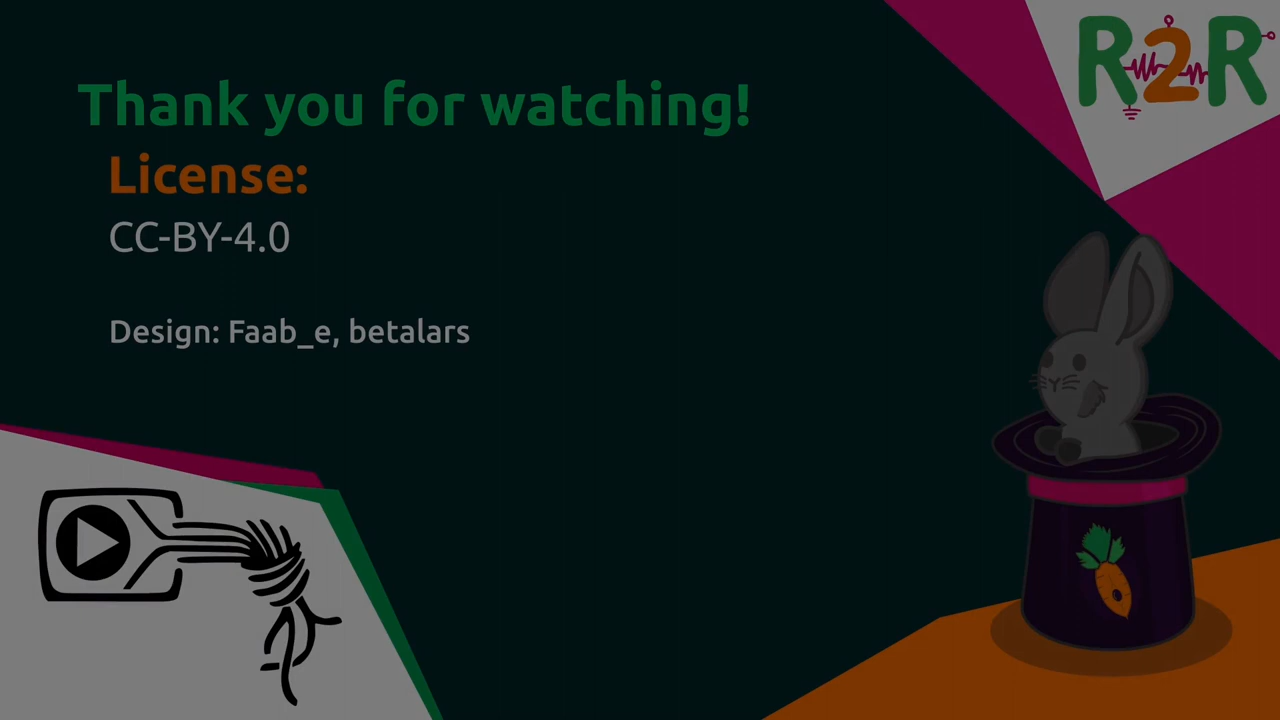 R2R
Thank you for watching!
License:
CC-BY-4.0
Design: Faab_e, betalars